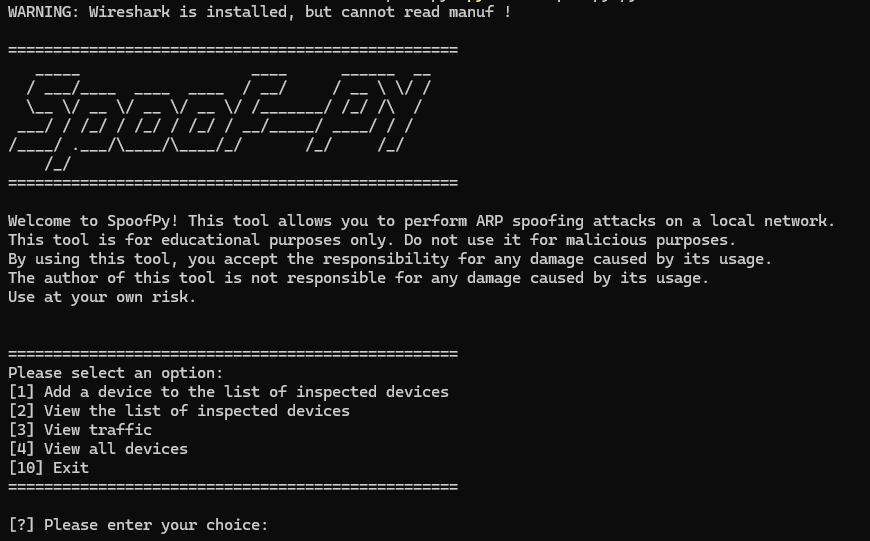 WARNING: Wireshark is installed, but cannot read manuf !
==================================================
Spoof-PY
==================================================
Welcome to SpoofPy! This tool allows you to perform ARP spoofing attacks on a local network.
This tool is for educational purposes only. Do not use it for malicious purposes.
By using this tool, you accept the responsibility for any damage caused by its usage.
The author of this tool is not responsible for any damage caused by its usage.
Use at your own risk.
==================================================
Please select an option:
[1] Add a device to the list of inspected devices
[2] View the list of inspected devices
[3] View traffic
[4] View all devices
[10] Exit
==================================================
[?] Please enter your choice: